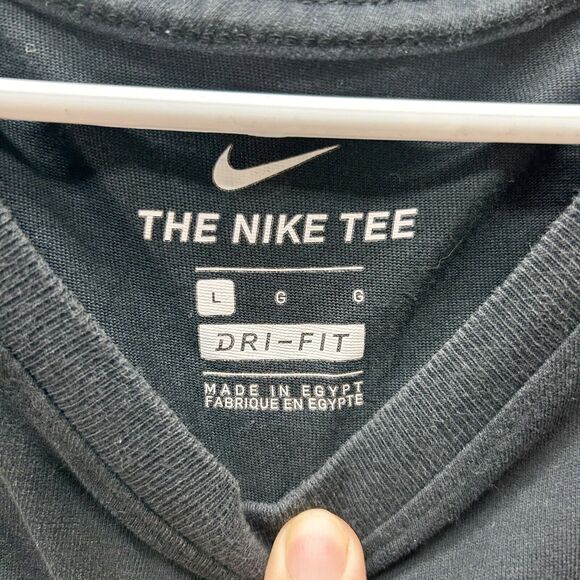 THE NIKE TEE
L G G
DRI-FIT
MADE IN EGYPT
FABRIQUE EN EGYPTE